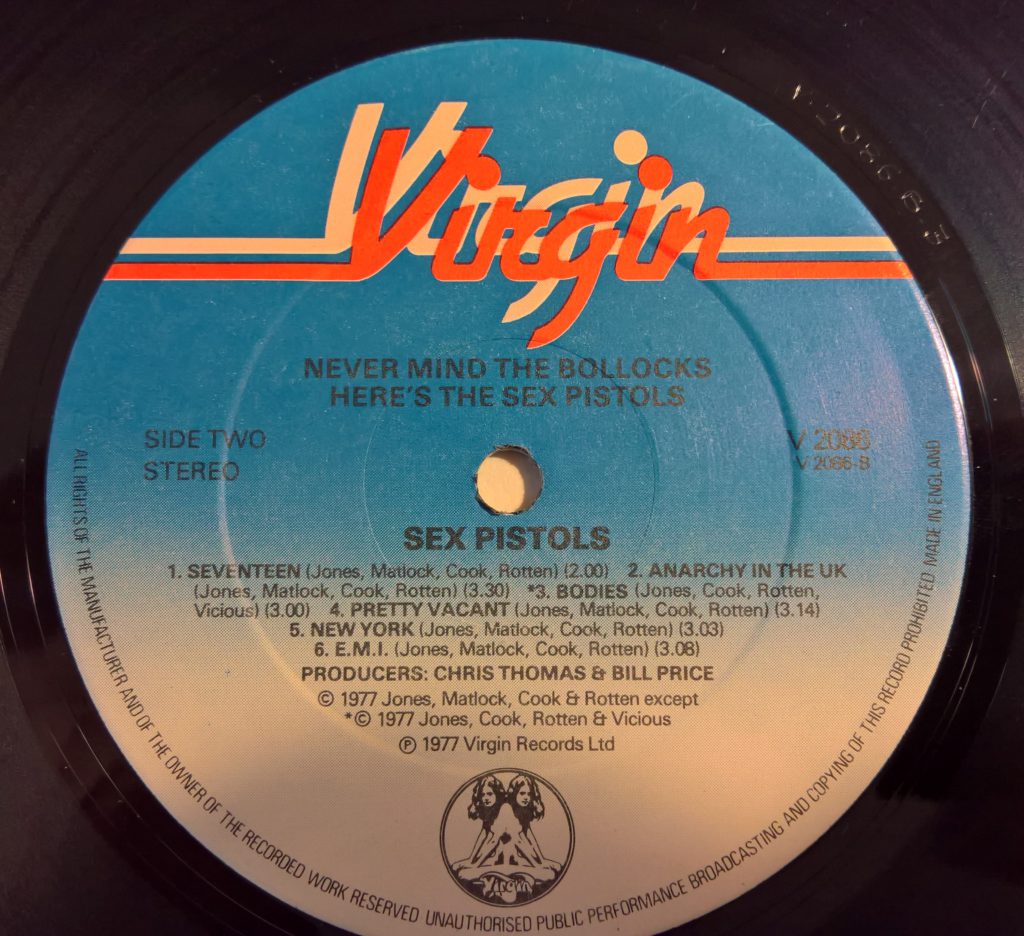 Virgin
NEVER MIND THE BOLLOCKS
HERE'S THE SEX PISTOLS
SIDE TWO
STEREO
V 2086
V 2086-B
SEX PISTOLS
1. SEVENTEEN (Jones, Matlock, Cook, Rotten) (2.00) 2. ANARCHY IN THE UK
(Jones, Matlock, Cook, Rotten) (3.30) *3. BODIES (Jones, Cook, Rotten,
Vicious) (3.00) 4. PRETTY VACANT (Jones, Matlock, Cook, Rotten) (3.14)
5. NEW YORK (Jones, Matlock, Cook, Rotten) (3.03)
6. E.M.I. (Jones, Matlock, Cook, Rotten) (3.08)
PRODUCERS: CHRIS THOMAS & BILL PRICE
© 1977 Jones, Matlock, Cook & Rotten except
*© 1977 Jones, Cook, Rotten & Vicious
℗ 1977 Virgin Records Ltd
Virgin
ALL RIGHTS OF THE MANUFACTURER AND OF THE OWNER OF THE RECORDED WORK RESERVED UNAUTHORISED PUBLIC PERFORMANCE BROADCASTING AND COPYING OF THIS RECORD PROHIBITED MADE IN ENGLAND
2086 B